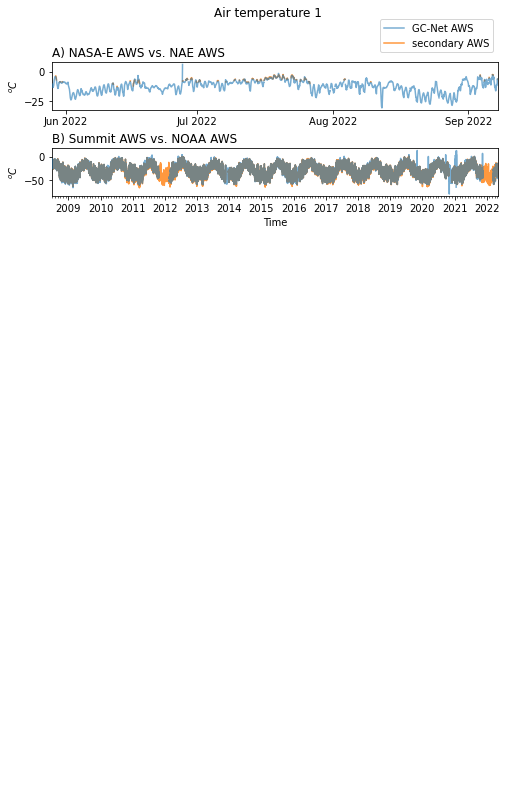 Air temperature 1
GC-Net AWS
secondary AWS
A) NASA-E AWS vs. NAE AWS
0
−25
°C
Jun 2022 Jul 2022 Aug 2022 Sep 2022
B) Summit AWS vs. NOAA AWS
0
−50
°C
2009 2010 2011 2012 2013 2014 2015 2016 2017 2018 2019 2020 2021 2022
Time